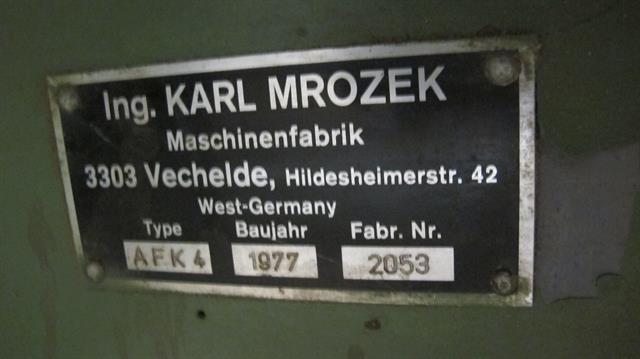 Ing. KARL MROZEK
Maschinenfabrik
3303 Vechelde, Hildesheimerstr. 42
West-Germany
Type Baujahr Fabr. Nr.
AFK4 1977 2053